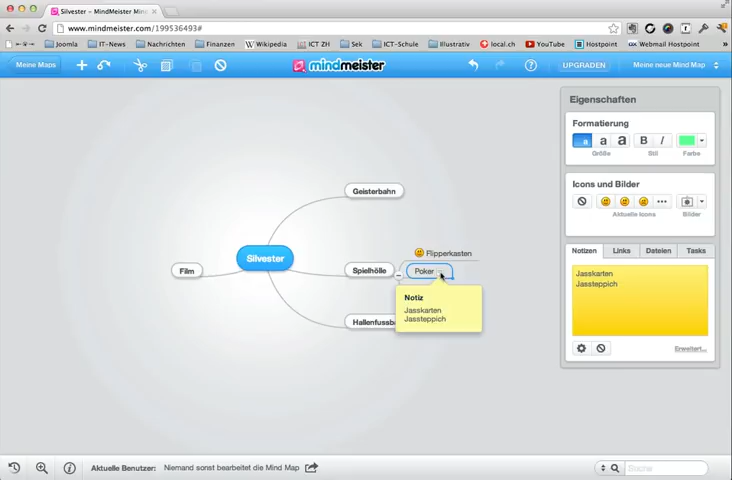 Silvester – MindMeister Min
www.mindmeister.com/199536493#
Joomla IT-News Nachrichten Finanzen Wikipedia ICT ZH Sek ICT-Schule Illustrativ local.ch YouTube Hostpoint Webmail Hostpoint
Meine Maps
mindmeister
UPGRADEN
Meine neue Mind Map
Eigenschaften
Formatierung
a a a B I
Größe Stil Farbe
Icons und Bilder
Aktuelle Icons Bilder
Notizen Links Dateien Tasks
Jasskarten
Jassteppich
Erweitert...
Geisterbahn
Flipperkasten
Silvester
Film
Spielhölle
Poker
Notiz
Jasskarten
Jassteppich
Hallenfussba
Aktuelle Benutzer: Niemand sonst bearbeitet die Mind Map
Suche